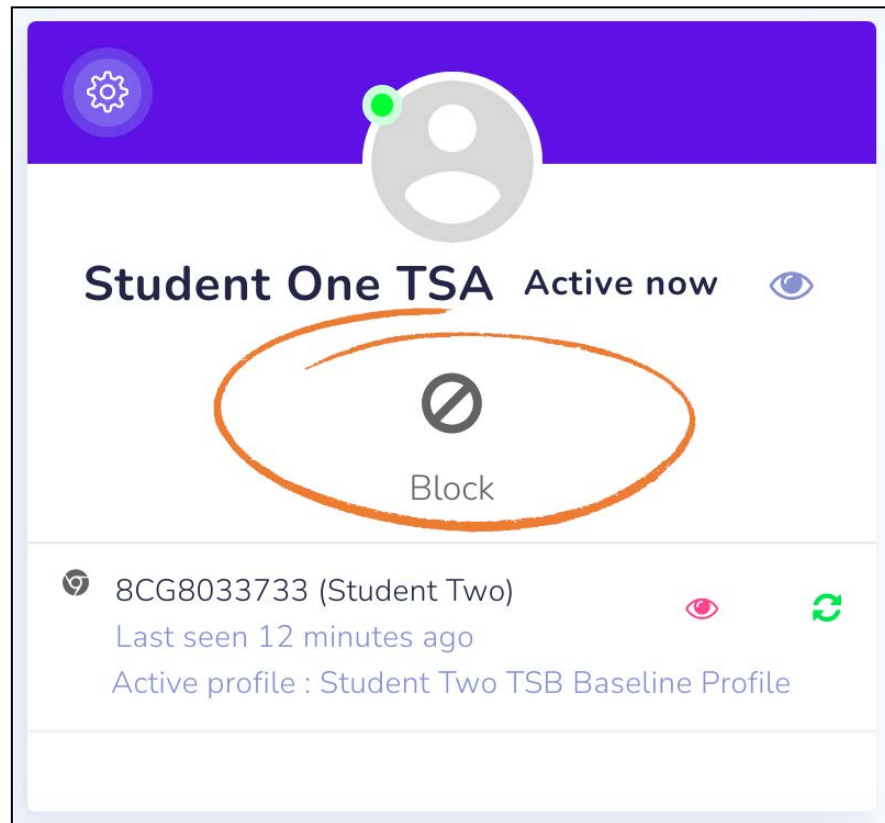 Student One TSA Active now
Block
8CG8033733 (Student Two)
Last seen 12 minutes ago
Active profile : Student Two TSB Baseline Profile